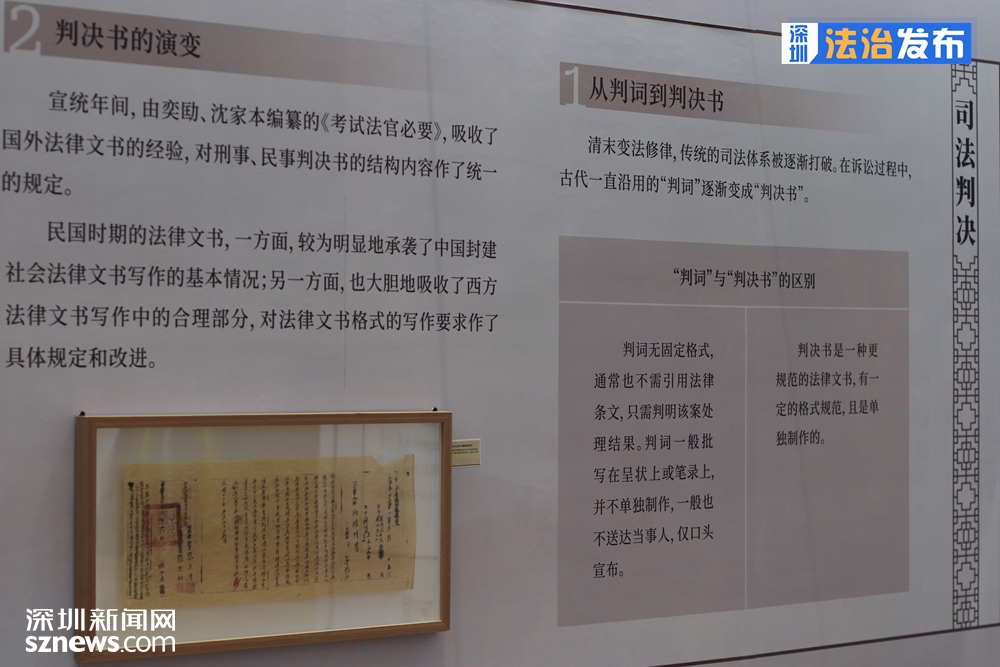 2 判决书的演变
宣统年间，由奕劻、沈家本编纂的《考试法官必要》，吸收了
国外法律文书的经验，对刑事、民事判决书的结构内容作了统一
的规定。
民国时期的法律文书，一方面，较为明显地承袭了中国封建
社会法律文书写作的基本情况；另一方面，也大胆地吸收了西方
法律文书写作中的合理部分，对法律文书格式的写作要求作了
具体规定和改进。
深圳
法治发布
1 从判词到判决书
清末变法修律，传统的司法体系被逐渐打破。在诉讼过程中，
古代一直沿用的“判词”逐渐变成“判决书”。
“判词”与“判决书”的区别
判词无固定格式，
通常也不需引用法律
条文，只需判明该案处
理结果。判词一般批
写在呈状上或笔录上，
并不单独制作，一般也
不送达当事人，仅口头
宣布。
判决书是一种更
规范的法律文书，有一
定的格式规范，且是单
独制作的。
司法判决
深圳新闻网
sznews.com